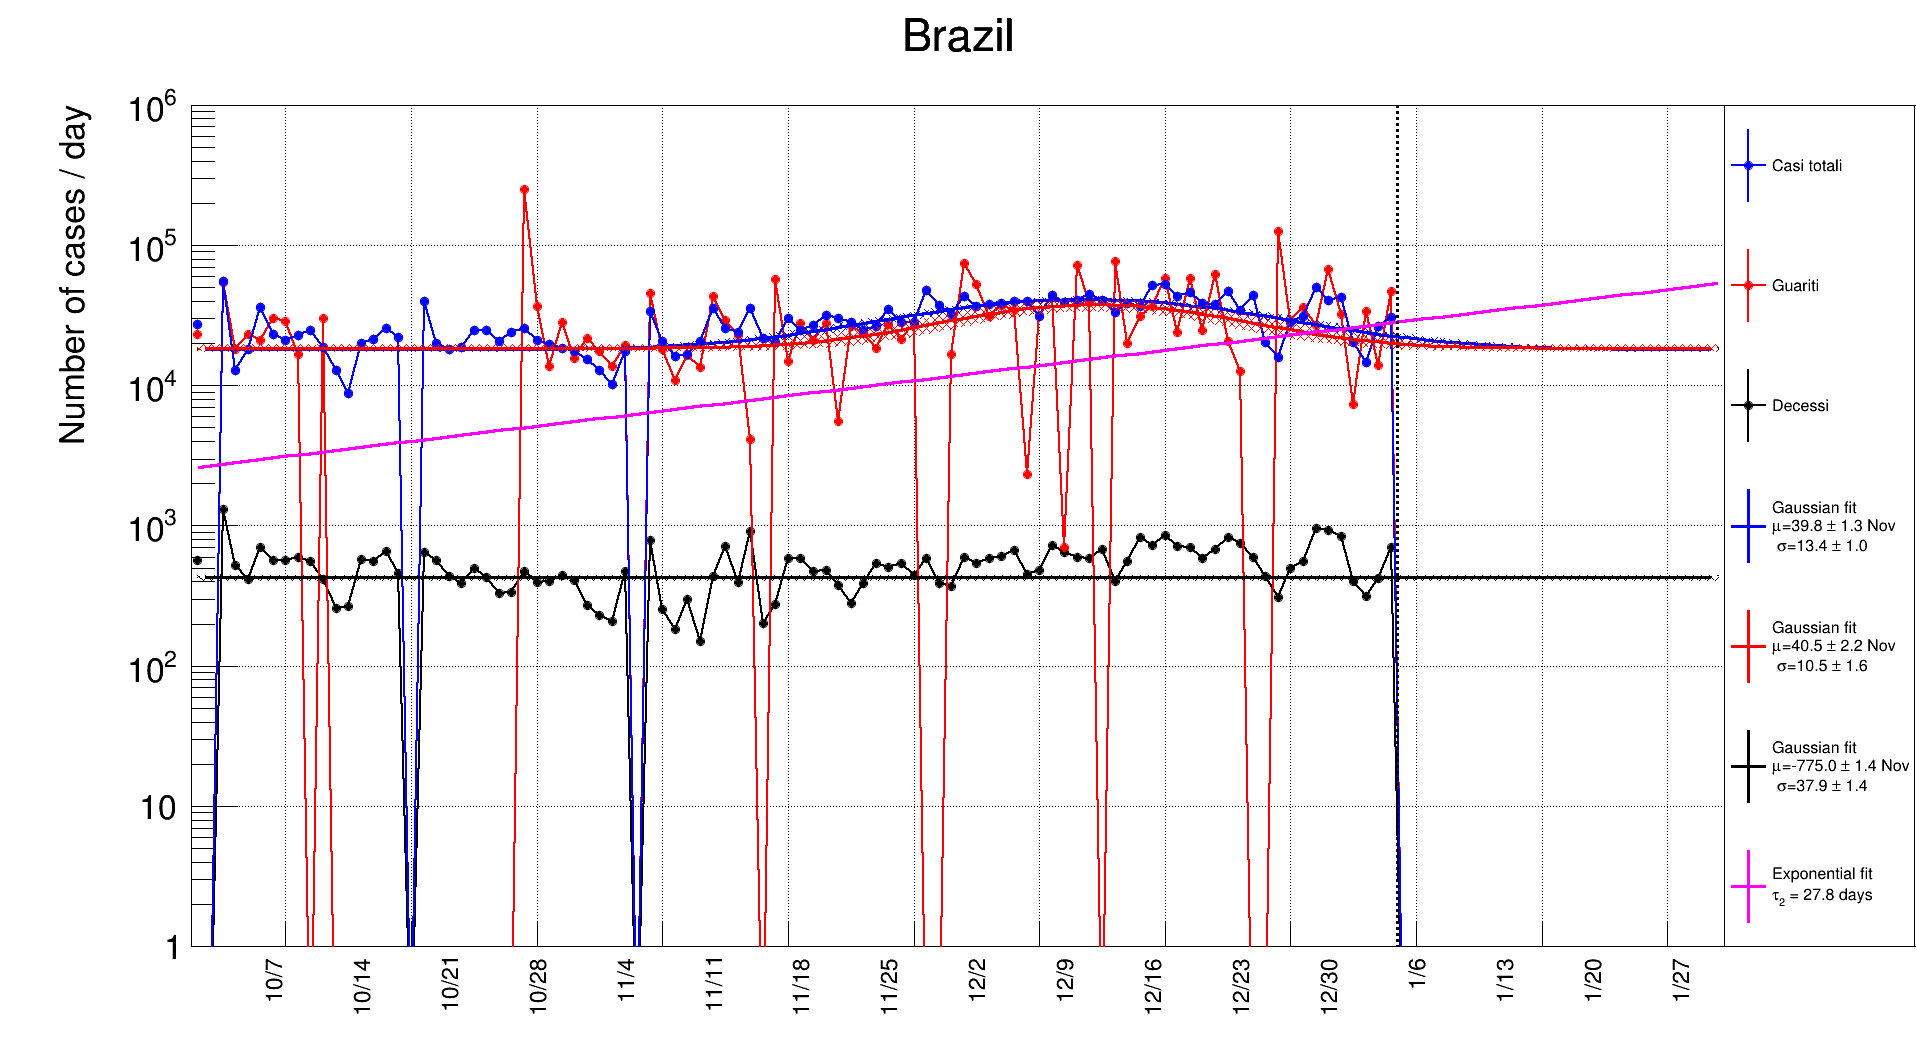 Brazil
Number of cases / day
10^6
10^5
10^4
10^3
10^2
10
1
10/7
10/14
10/21
10/28
11/4
11/11
11/18
11/25
12/2
12/9
12/16
12/23
12/30
1/6
1/13
1/20
1/27
Casi totali
Guariti
Decessi
Gaussian fit
μ=39.8 ± 1.3 Nov
σ=13.4 ± 1.0
Gaussian fit
μ=40.5 ± 2.2 Nov
σ=10.5 ± 1.6
Gaussian fit
μ=-775.0 ± 1.4 Nov
σ=37.9 ± 1.4
Exponential fit
τ₂ = 27.8 days